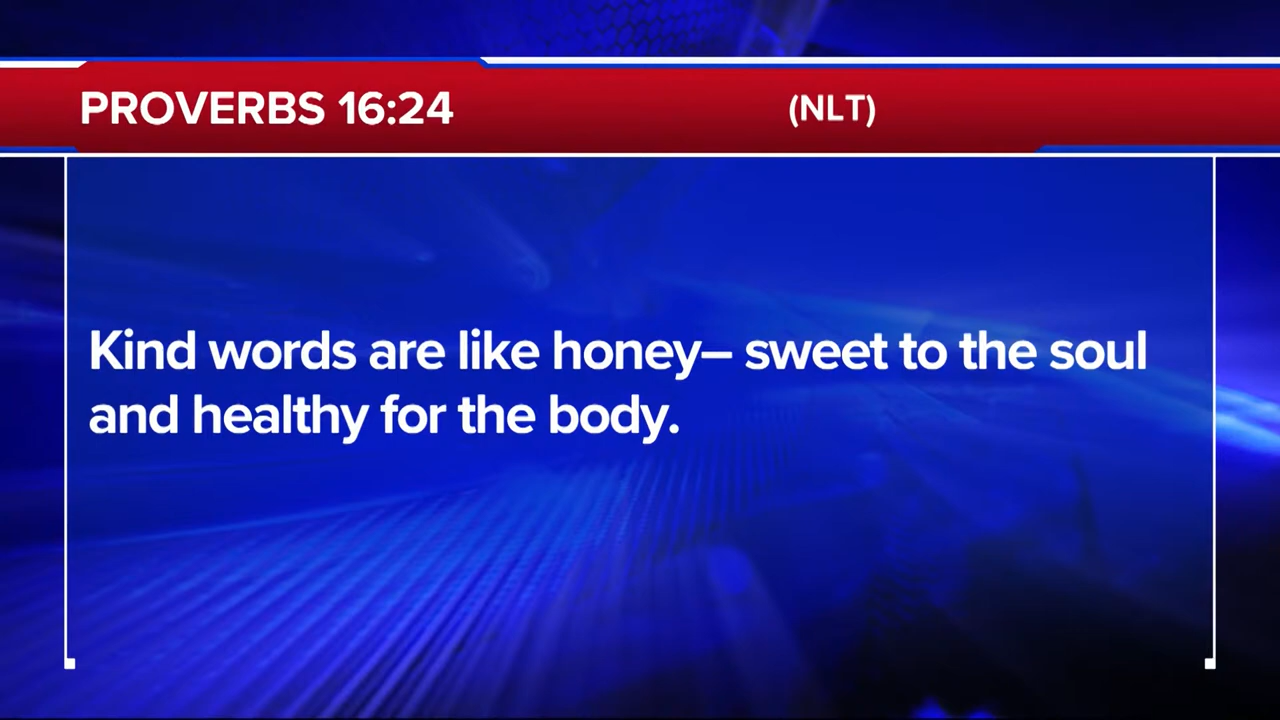 PROVERBS 16:24 (NLT)
Kind words are like honey– sweet to the soul
and healthy for the body.